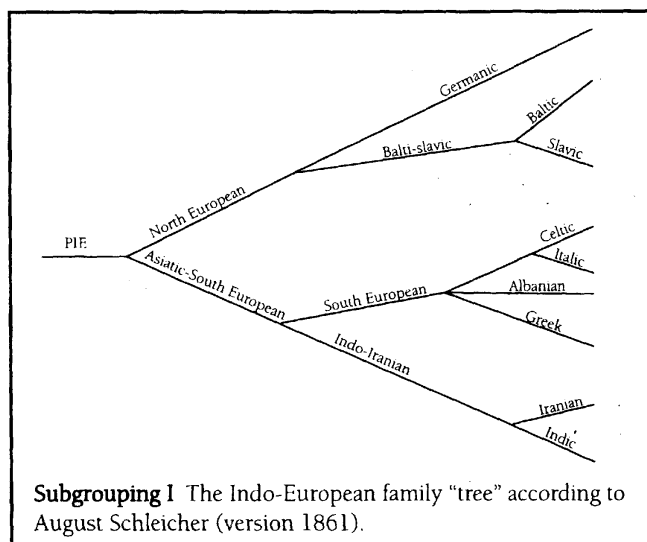 Germanic
Baltic
Balti-slavic
Slavic
North European
PIE
Asiatic-South European
Celtic
Italic
South European
Albanian
Greek
Indo-Iranian
Iranian
Indic
Subgrouping I The Indo-European family "tree" according to
August Schleicher (version 1861).